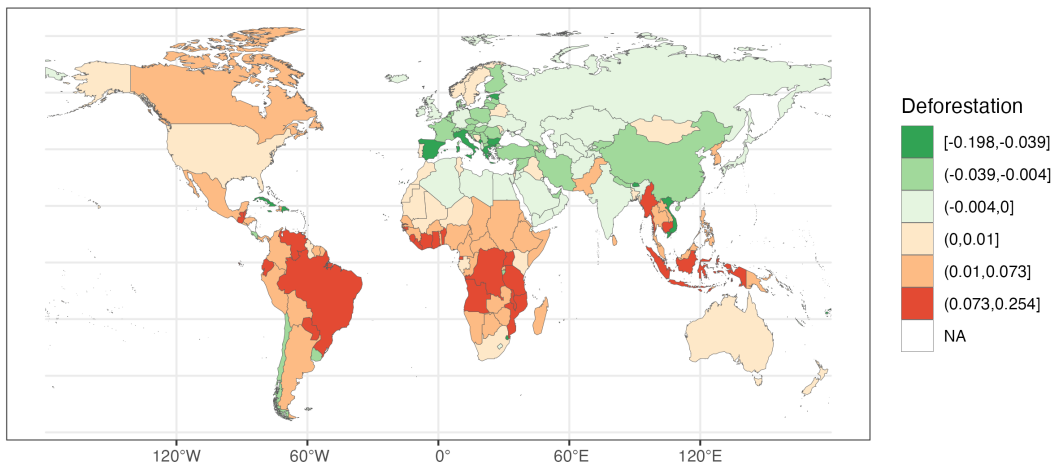 Deforestation
[-0.198,-0.039]
(-0.039,-0.004]
(-0.004,0]
(0,0.01]
(0.01,0.073]
(0.073,0.254]
NA
120°W 60°W 0° 60°E 120°E